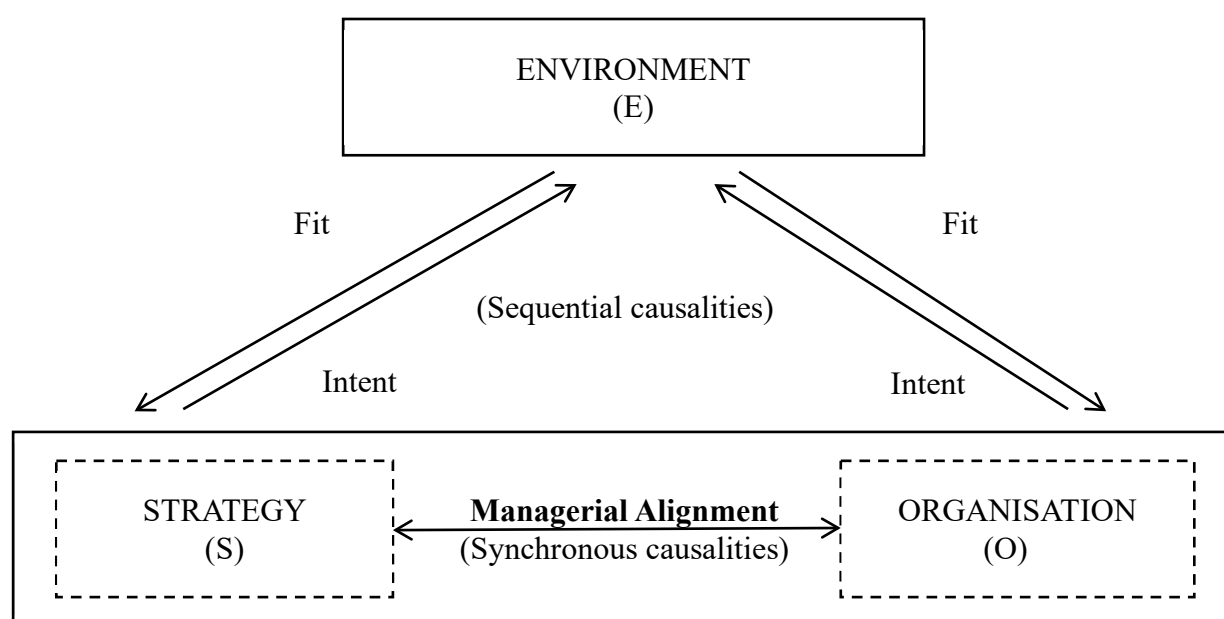 ENVIRONMENT
(E)
Fit
Fit
(Sequential causalities)
Intent
Intent
STRATEGY
(S)
Managerial Alignment
(Synchronous causalities)
ORGANISATION
(O)